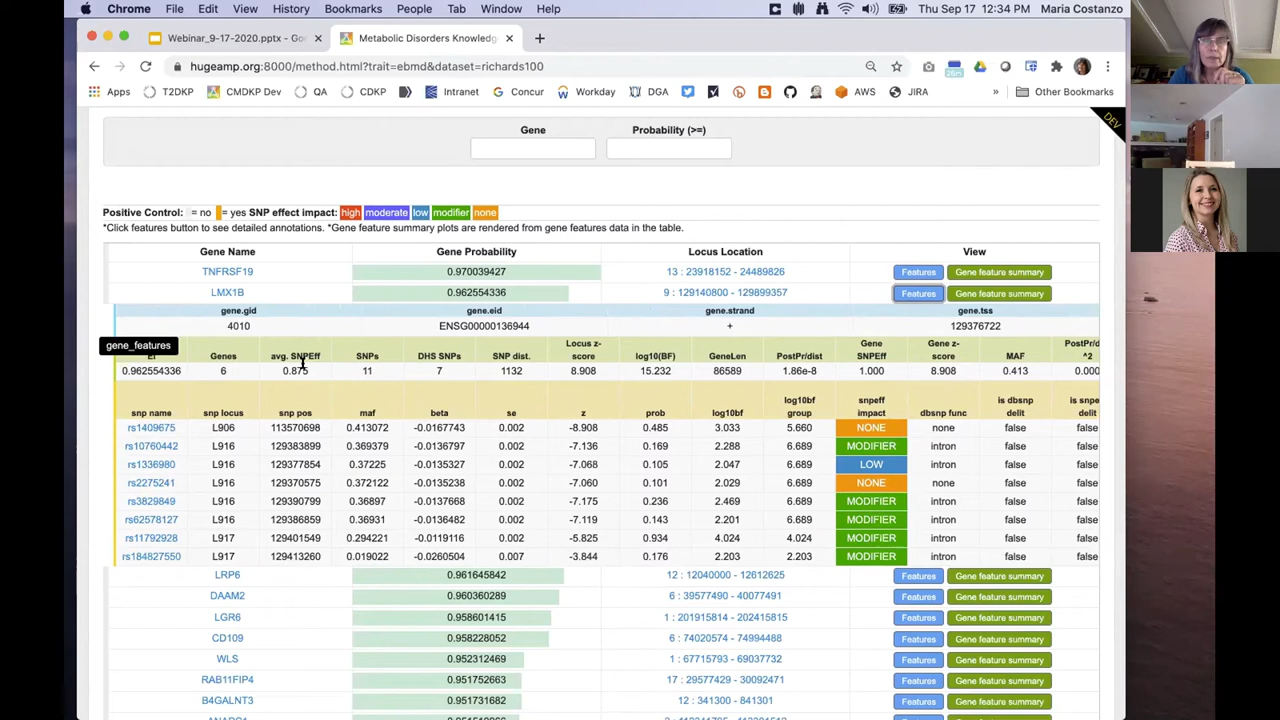 Chrome File Edit View History Bookmarks People Tab Window Help Thu Sep 17 12:34 PM Maria Costanzo
Webinar_9-17-2020.pptx - Goo × Metabolic Disorders Knowledge × +
hugeamp.org:8000/method.html?trait=ebmd&dataset=richards100
Apps T2DKP CMDKP Dev QA CDKP Intranet Concur Workday DGA AWS JIRA » Other Bookmarks
DEV
Gene Probability (>=)
Positive Control: = no = yes SNP effect impact: high moderate low modifier none
*Click features button to see detailed annotations. *Gene feature summary plots are rendered from gene features data in the table.
Gene Name Gene Probability Locus Location View
TNFRSF19 0.970039427 13 : 23918152 - 24489826 Features Gene feature summary
LMX1B 0.962554336 9 : 129140800 - 129899357 Features Gene feature summary
gene.gid gene.eid gene.strand gene.tss
4010 ENSG00000136944 + 129376722
gene_features
Genes avg. SNPEff SNPs DHS SNPs SNP dist. Locus z-score log10(BF) GeneLen PostPr/dist Gene SNPEff Gene z-score MAF PostPr/d ^2
0.962554336 6 0.875 11 7 1132 8.908 15.232 86589 1.86e-8 1.000 8.908 0.413 0.000
snp name snp locus snp pos maf beta se z prob log10bf log10bf group snpeff impact dbsnp func is dbsnp delit is snpe delit
rs1409675 L906 113570698 0.413072 -0.0167743 0.002 -8.908 0.485 3.033 5.660 NONE none false false
rs10760442 L916 129383899 0.369379 -0.0136797 0.002 -7.136 0.169 2.288 6.689 MODIFIER intron false false
rs1336980 L916 129377854 0.37225 -0.0135327 0.002 -7.068 0.105 2.047 6.689 LOW intron false false
rs2275241 L916 129370575 0.372122 -0.0135238 0.002 -7.060 0.101 2.029 6.689 NONE none false false
rs3829849 L916 129390799 0.36897 -0.0137668 0.002 -7.175 0.236 2.469 6.689 MODIFIER intron false false
rs62578127 L916 129386859 0.36931 -0.0136482 0.002 -7.119 0.143 2.201 6.689 MODIFIER intron false false
rs11792928 L917 129401549 0.294221 -0.0119116 0.002 -5.825 0.934 4.024 4.024 MODIFIER intron false false
rs184827550 L917 129413260 0.019022 -0.0260504 0.007 -3.844 0.176 2.203 2.203 MODIFIER intron false false
LRP6 0.961645842 12 : 12040000 - 12612625 Features Gene feature summary
DAAM2 0.960360289 6 : 39577490 - 40077491 Features Gene feature summary
LGR6 0.958601415 1 : 201915814 - 202415815 Features Gene feature summary
CD109 0.958228052 6 : 74020574 - 74994488 Features Gene feature summary
WLS 0.952312469 1 : 67715793 - 69037732 Features Gene feature summary
RAB11FIP4 0.951752663 17 : 29577429 - 30092471 Features Gene feature summary
B4GALNT3 0.951731682 12 : 341300 - 841301 Features Gene feature summary